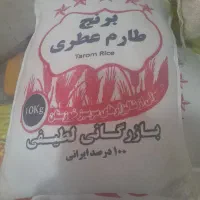 برنج
طارم عطری
Tarom Rice
10Kg
بازرگانی لطیفی
۱۰۰ درصد ایرانی